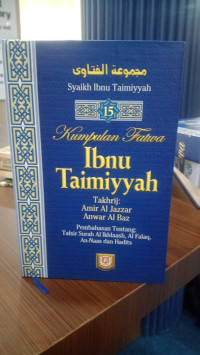 مجموعة الفتاوى
Syaikh Ibnu Taimiyyah
15
Kumpulan Fatwa
Ibnu
Taimiyyah
Takhrij:
Amir Al Jazzar
Anwar Al Baz
Pembahasan Tentang:
Tafsir Surah Al Ikhlaash, Al Falaq,
An-Naas dan Hadits